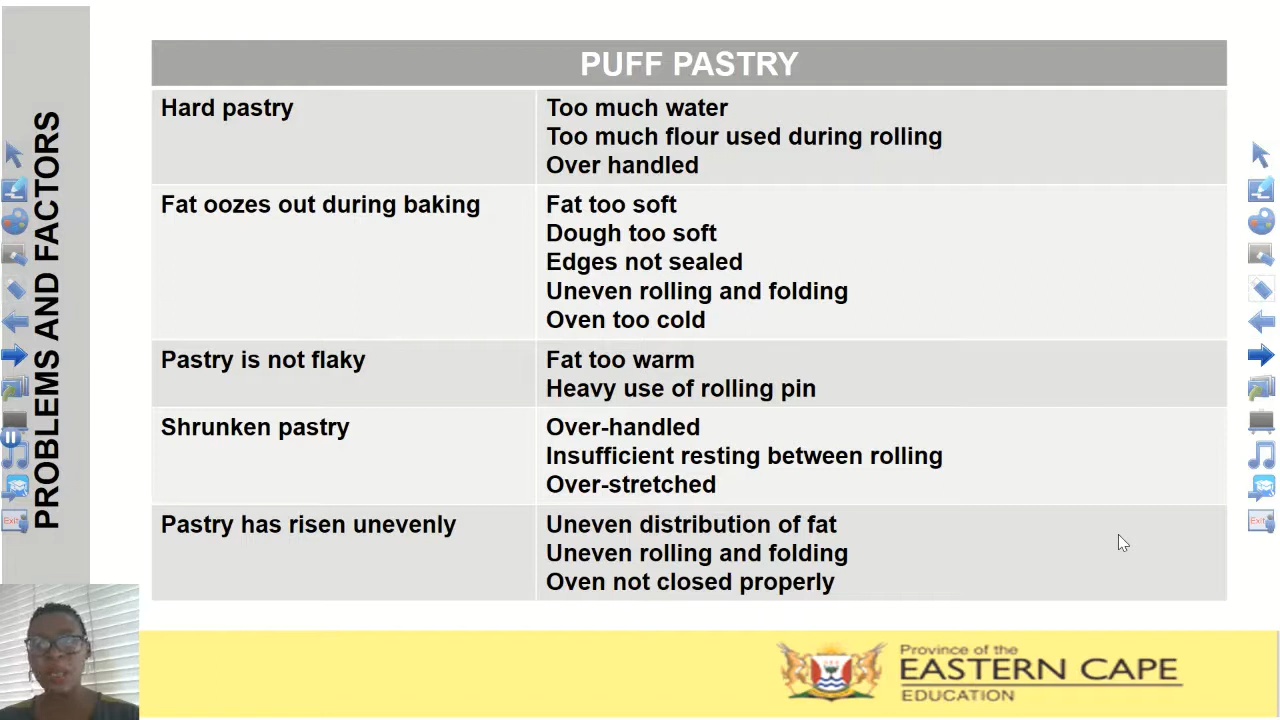 PROBLEMS AND FACTORS
PUFF PASTRY
Hard pastry
Too much water
Too much flour used during rolling
Over handled
Fat oozes out during baking
Fat too soft
Dough too soft
Edges not sealed
Uneven rolling and folding
Oven too cold
Pastry is not flaky
Fat too warm
Heavy use of rolling pin
Shrunken pastry
Over-handled
Insufficient resting between rolling
Over-stretched
Pastry has risen unevenly
Uneven distribution of fat
Uneven rolling and folding
Oven not closed properly
Exit
Exit
Province of the
EASTERN CAPE
EDUCATION